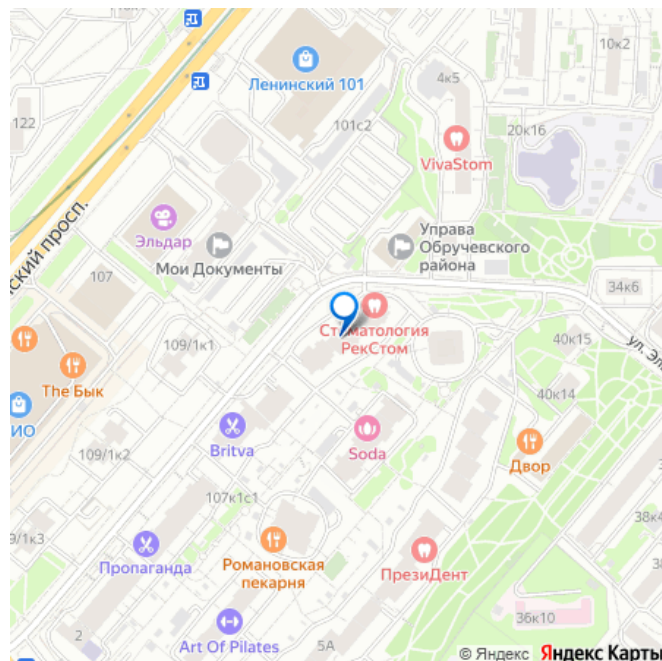 10к2
Ленинский 101
4к5
122
101с2
20к16
VivaStom
Эльдар
Управа
Обручевского
района
ский просп.
Мои Документы
107
34к6
Стоматология
РекСтом
109/1к1
40к15
ул. Эль
The Бык
40к14
ИО
Britva
Soda
Двор
109/1к2
107к1с1
38к4
9/1к3
Пропаганда
Романовская
пекарня
ПрезиДент
36к10
2
Art Of Pilates
5А
© Яндекс Яндекс Карты